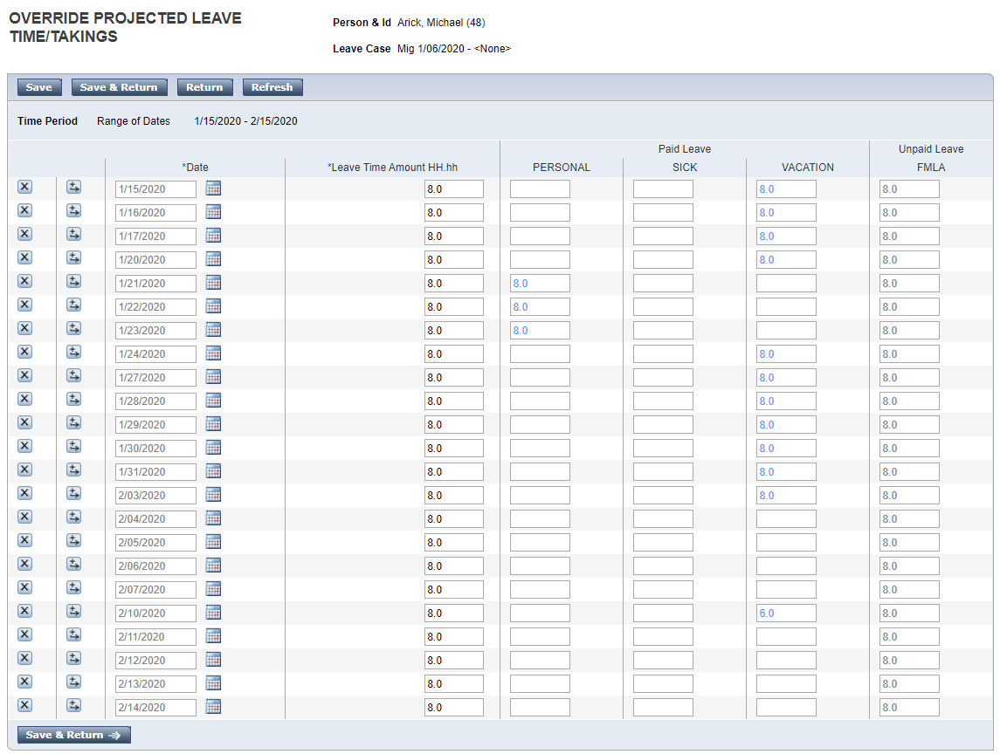 OVERRIDE PROJECTED LEAVE
TIME/TAKINGS
Person & Id Arick, Michael (48)
Leave Case Mig 1/06/2020 - <None>
Save Save & Return Return Refresh
Time Period Range of Dates 1/15/2020 - 2/15/2020
Paid Leave Unpaid Leave
*Date *Leave Time Amount HH.hh PERSONAL SICK VACATION FMLA
1/15/2020 8.0 8.0 8.0
1/16/2020 8.0 8.0 8.0
1/17/2020 8.0 8.0 8.0
1/20/2020 8.0 8.0 8.0
1/21/2020 8.0 8.0 8.0
1/22/2020 8.0 8.0 8.0
1/23/2020 8.0 8.0 8.0
1/24/2020 8.0 8.0 8.0
1/27/2020 8.0 8.0 8.0
1/28/2020 8.0 8.0 8.0
1/29/2020 8.0 8.0 8.0
1/30/2020 8.0 8.0 8.0
1/31/2020 8.0 8.0 8.0
2/03/2020 8.0 8.0 8.0
2/04/2020 8.0 8.0
2/05/2020 8.0 8.0
2/06/2020 8.0 8.0
2/07/2020 8.0 8.0
2/10/2020 8.0 6.0 8.0
2/11/2020 8.0 8.0
2/12/2020 8.0 8.0
2/13/2020 8.0 8.0
2/14/2020 8.0 8.0
Save & Return